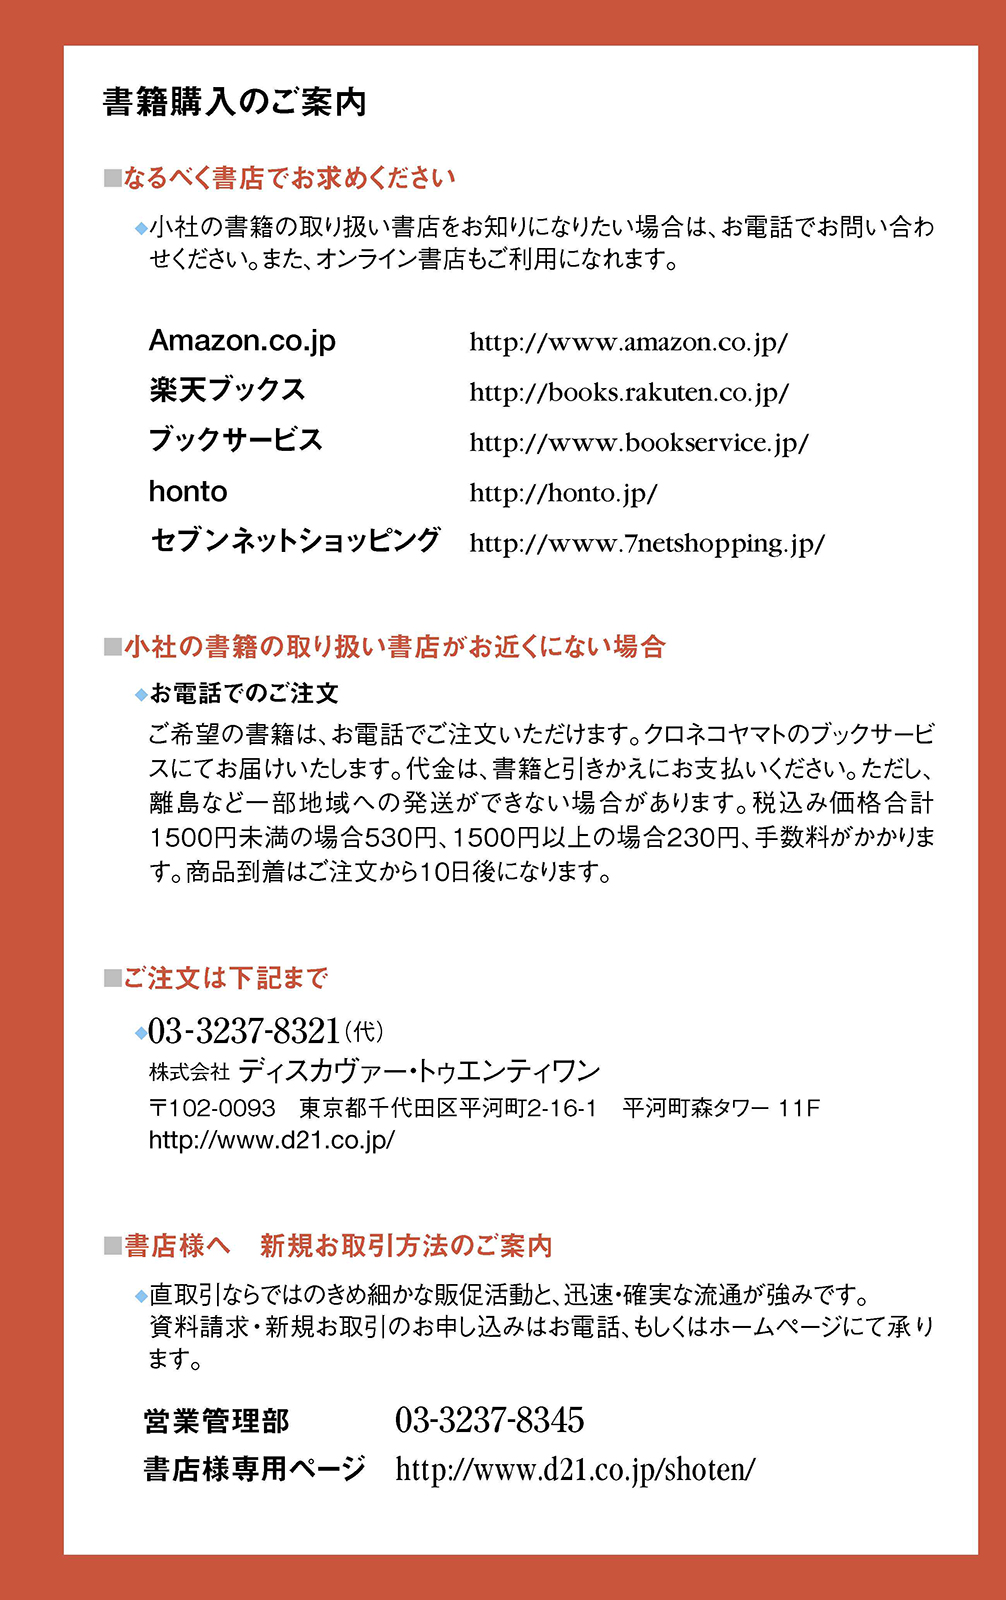 書籍購入のご案内
■なるべく書店でお求めください
◆小社の書籍の取り扱い書店をお知りになりたい場合は、お電話でお問い合わ
せください。また、オンライン書店もご利用になれます。
Amazon.co.jp http://www.amazon.co.jp/
楽天ブックス http://books.rakuten.co.jp/
ブックサービス http://www.bookservice.jp/
honto http://honto.jp/
セブンネットショッピング http://www.7netshopping.jp/
■小社の書籍の取り扱い書店がお近くにない場合
◆お電話でのご注文
ご希望の書籍は、お電話でご注文いただけます。クロネコヤマトのブックサービ
スにてお届けいたします。代金は、書籍と引きかえにお支払いください。ただし、
離島など一部地域への発送ができない場合があります。税込み価格合計
1500円未満の場合530円、1500円以上の場合230円、手数料がかかりま
す。商品到着はご注文から10日後になります。
■ご注文は下記まで
◆03-3237-8321（代）
株式会社 ディスカヴァー・トゥエンティワン
〒102-0093　東京都千代田区平河町2-16-1　平河町森タワー 11F
http://www.d21.co.jp/
■書店様へ　新規お取引方法のご案内
◆直取引ならではのきめ細かな販促活動と、迅速・確実な流通が強みです。
資料請求・新規お取引のお申し込みはお電話、もしくはホームページにて承り
ます。
営業管理部 03-3237-8345
書店様専用ページ http://www.d21.co.jp/shoten/